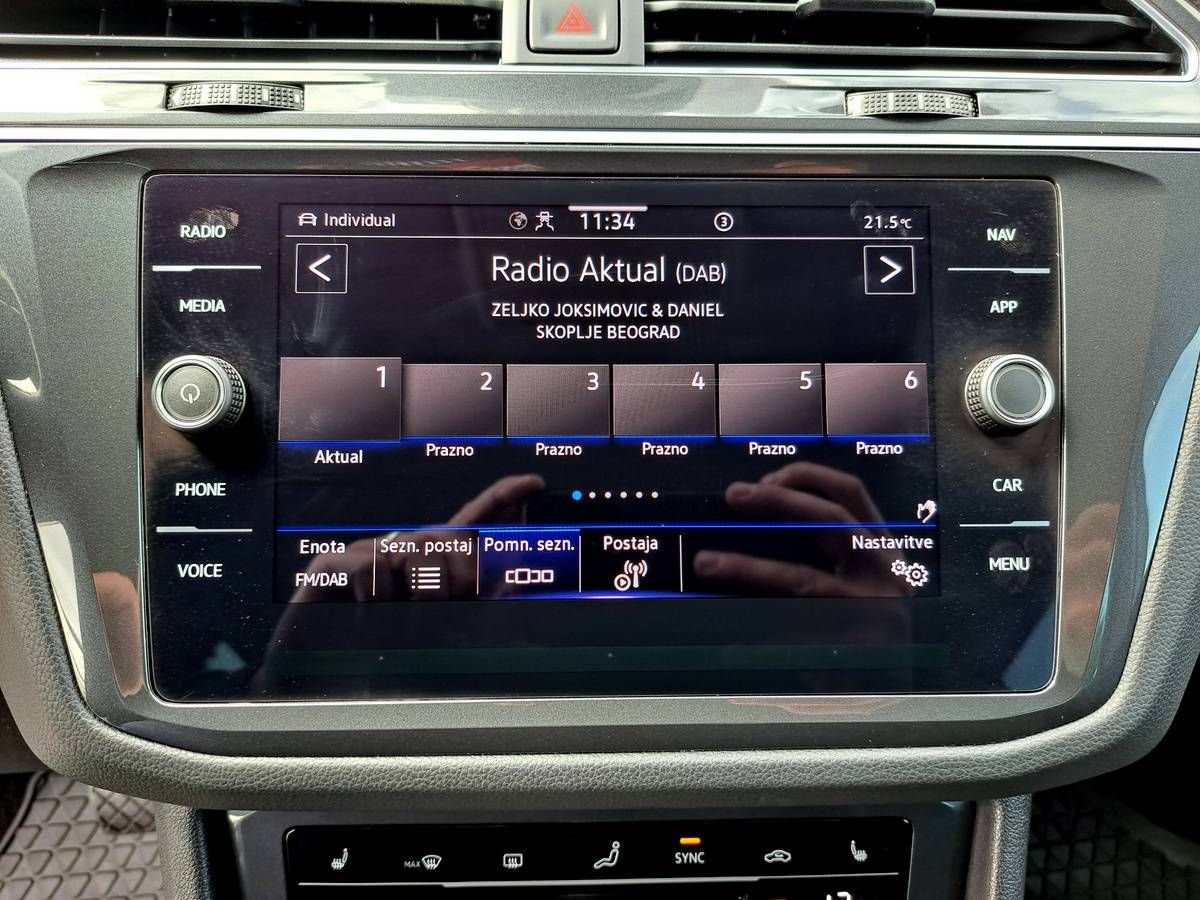 RADIO
MEDIA
PHONE
VOICE
Individual
11:34
3
21.5°C
Radio Aktual (DAB)
ZELJKO JOKSIMOVIC & DANIEL
SKOPLJE BEOGRAD
1
2
3
4
5
6
Aktual
Prazno
Prazno
Prazno
Prazno
Prazno
Enota
FM/DAB
Sezn. postaj
Pomn. sezn.
Postaja
Nastavitve
NAV
APP
CAR
MENU
MAX
SYNC